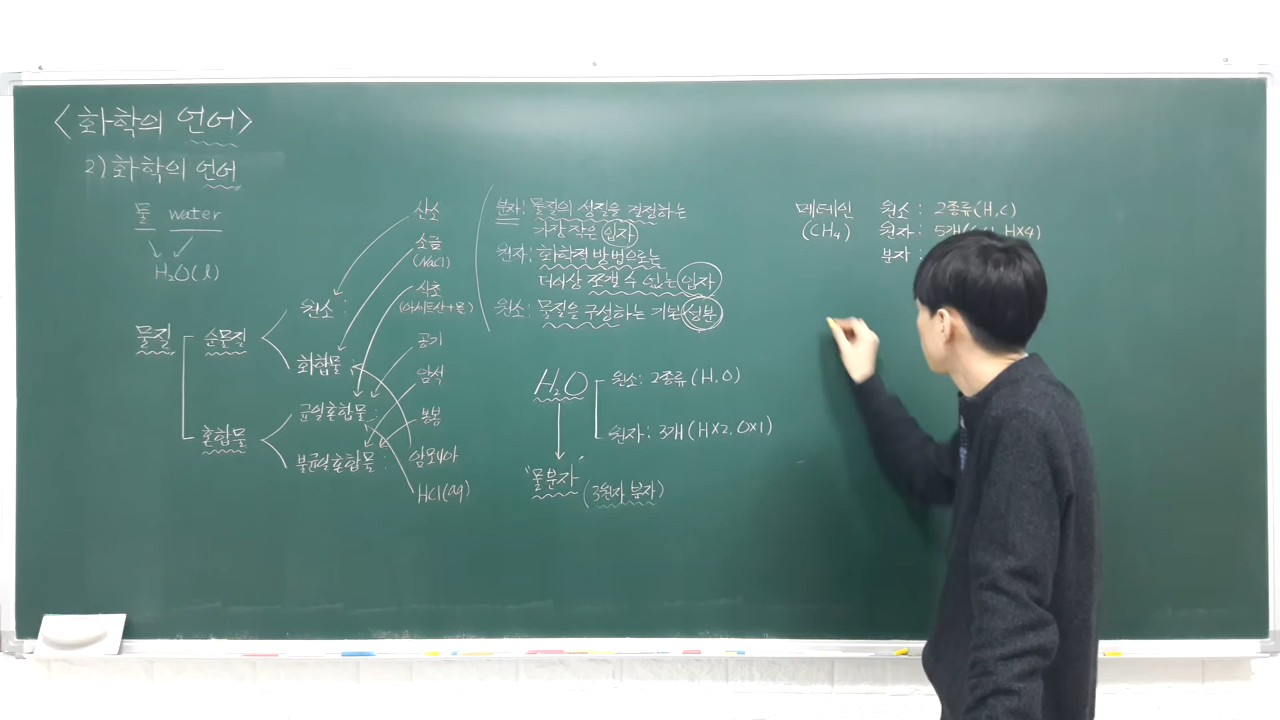 <화학의 언어>
2) 화학의 언어
물 water
H₂O(l)
물질
순물질
원소 :
화합물 :
혼합물
균일혼합물 :
불균일혼합물 :
산소
소금
(NaCl)
식초
(아세트산+물)
공기
암석
암모니아
HCl(aq)
분자: 물질의 성질을 결정하는
가장 작은 입자
원자: 화학적 방법으로는
더이상 쪼갤 수 없는 입자
원소: 물질을 구성하는 기본 성분
H₂O
원소: 2종류(H, O)
원자: 3개(H×2, O×1)
"물분자"
(3원자 분자)
메테인 원소 : 2종류(H, C)
(CH₄) 원자 : 5개( H×4)
분자 :